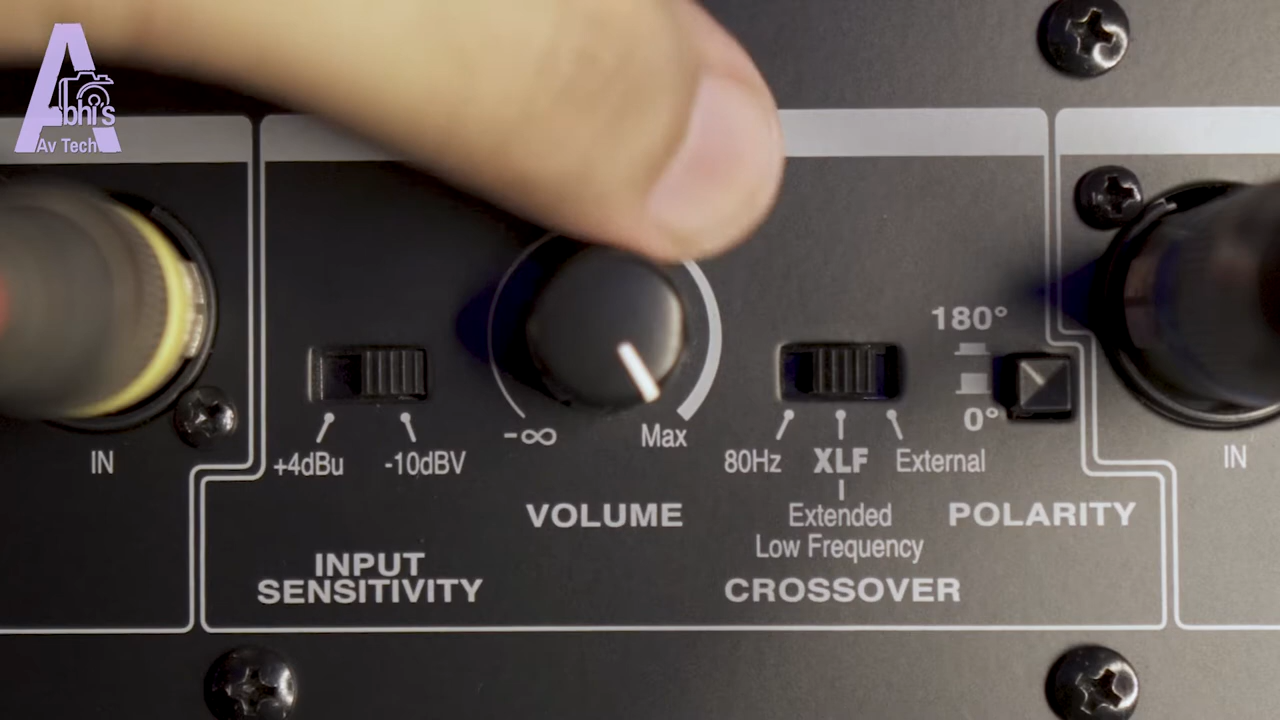 Abhi's
Av Tech
180°
0°
IN
+4dBu
-10dBV
-∞
Max
80Hz
XLF
External
IN
Extended
Low Frequency
VOLUME
POLARITY
INPUT
SENSITIVITY
CROSSOVER